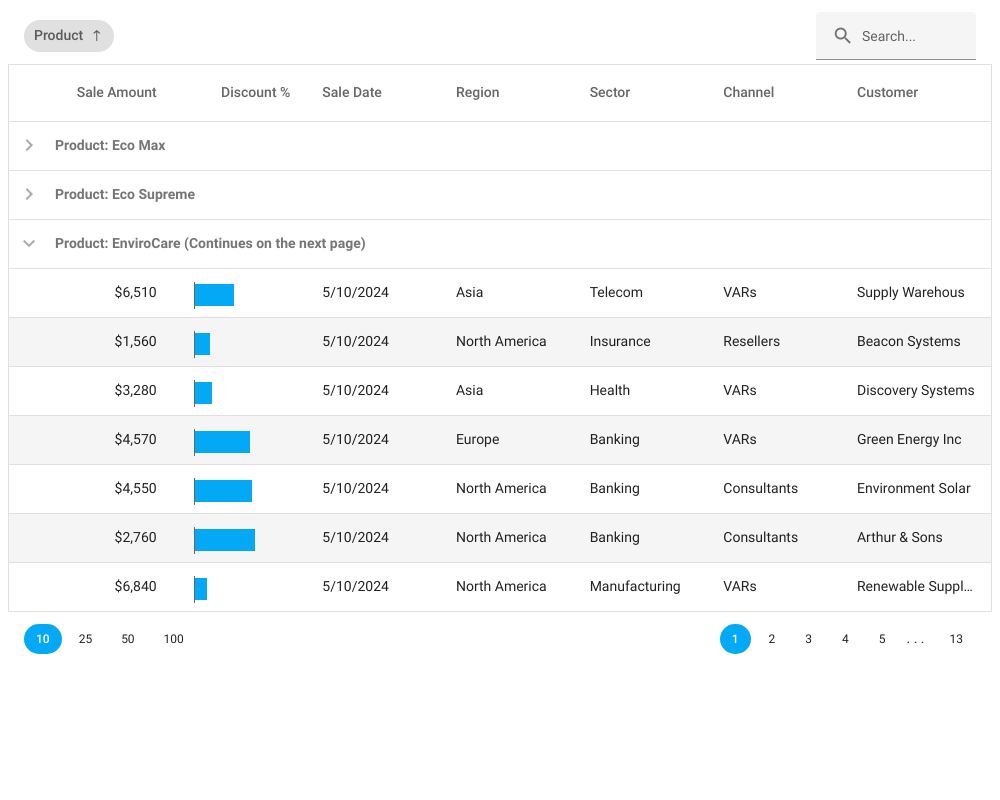 Product ↑
Search...
Sale Amount Discount % Sale Date Region Sector Channel Customer
Product: Eco Max
Product: Eco Supreme
Product: EnviroCare (Continues on the next page)
$6,510 5/10/2024 Asia Telecom VARs Supply Warehous
$1,560 5/10/2024 North America Insurance Resellers Beacon Systems
$3,280 5/10/2024 Asia Health VARs Discovery Systems
$4,570 5/10/2024 Europe Banking VARs Green Energy Inc
$4,550 5/10/2024 North America Banking Consultants Environment Solar
$2,760 5/10/2024 North America Banking Consultants Arthur & Sons
$6,840 5/10/2024 North America Manufacturing VARs Renewable Suppl...
10 25 50 100 1 2 3 4 5 . . . 13